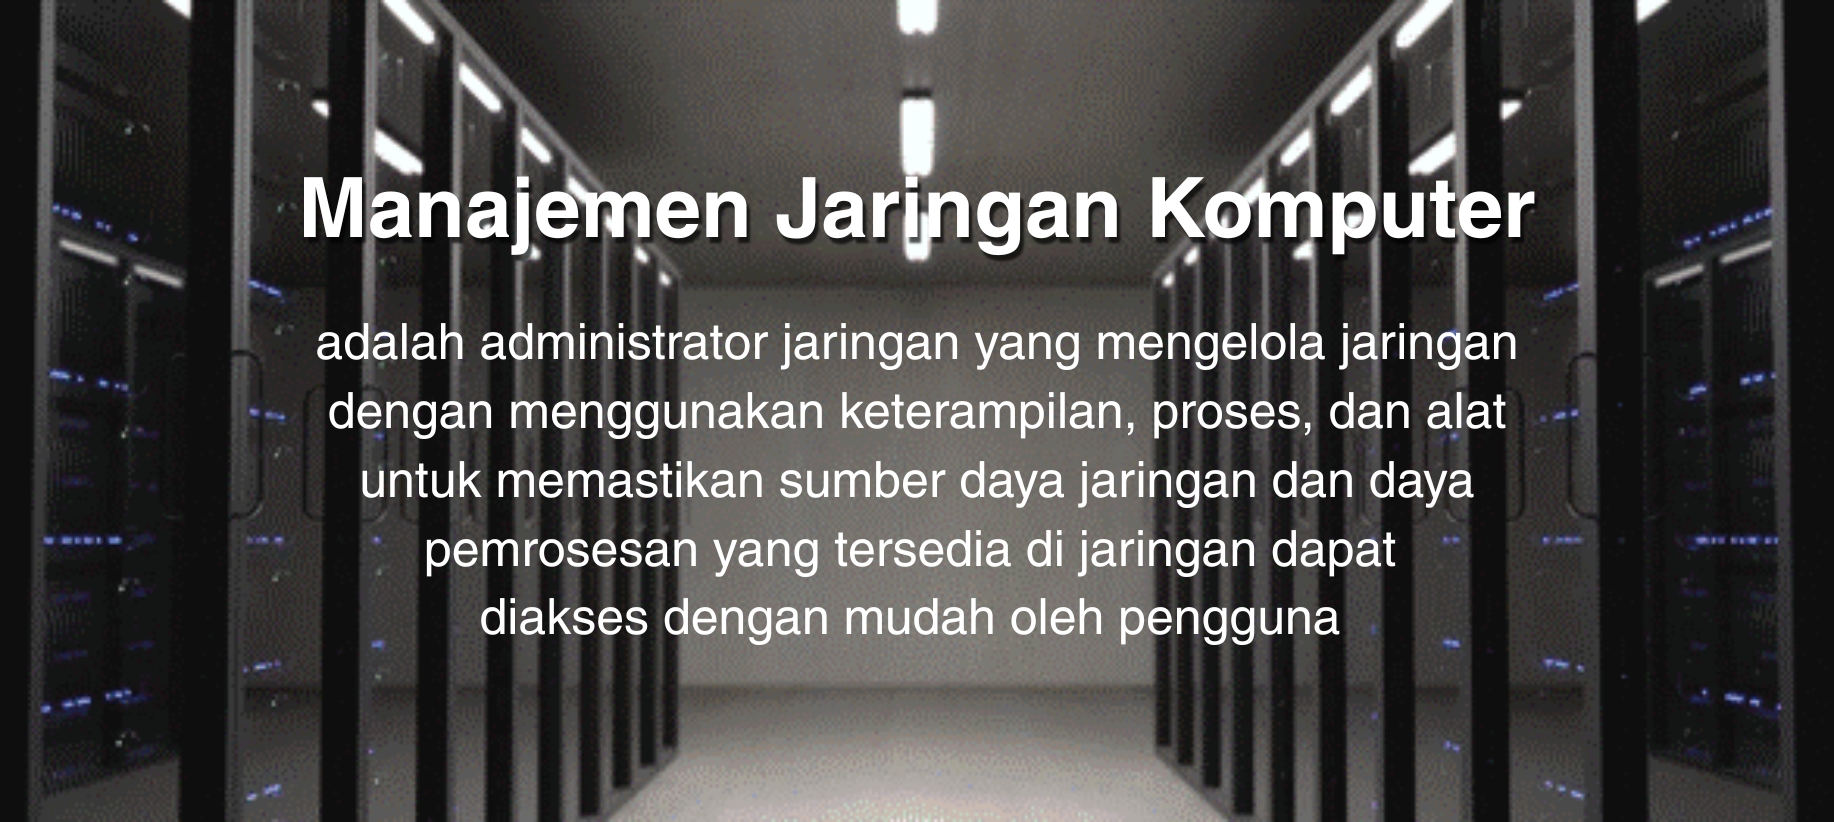 Manajemen Jaringan Komputer
adalah administrator jaringan yang mengelola jaringan
dengan menggunakan keterampilan, proses, dan alat
untuk memastikan sumber daya jaringan dan daya
pemrosesan yang tersedia di jaringan dapat
diakses dengan mudah oleh pengguna